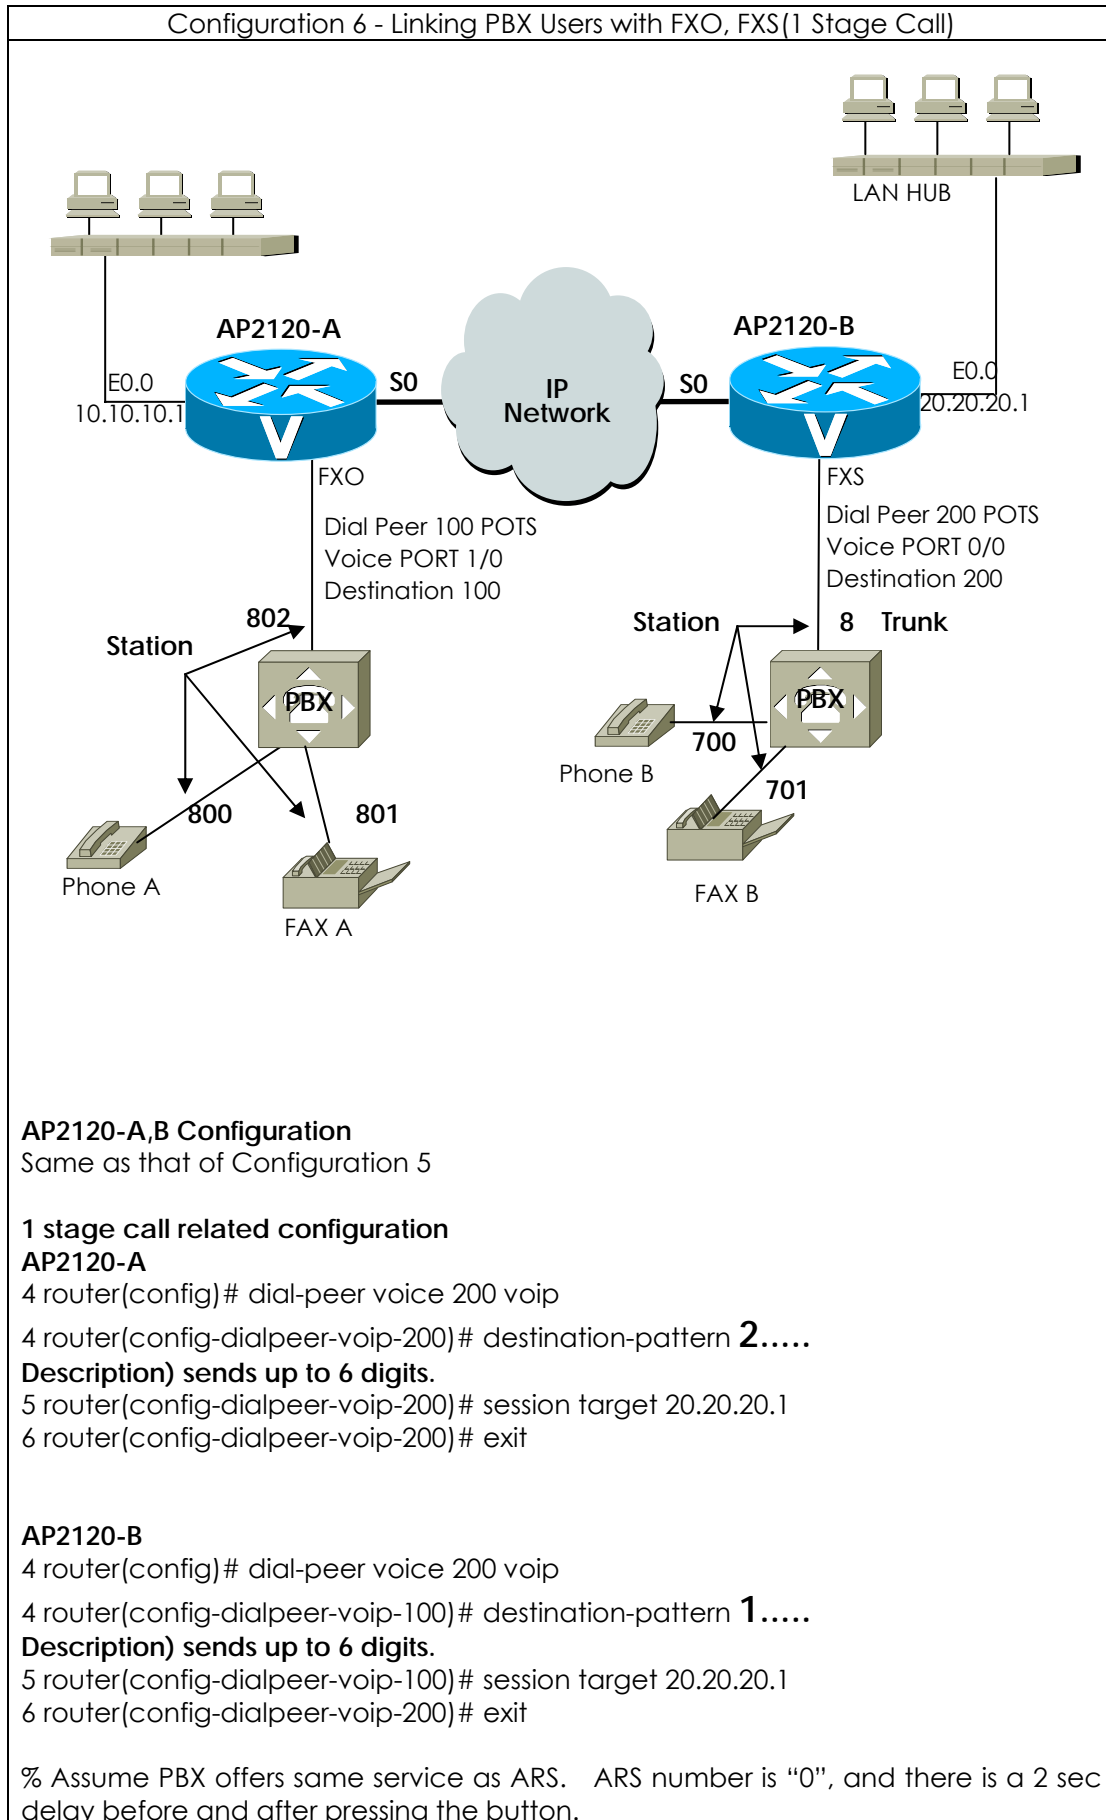 Configuration 6 - Linking PBX Users with FXO, FXS(1 Stage Call)
LAN HUB
AP2120-A
AP2120-B
E0.0
S0
IP
Network
S0
E0.0
10.10.10.1
20.20.20.1
FXO
FXS
Dial Peer 100 POTS
Voice PORT 1/0
Destination 100
Dial Peer 200 POTS
Voice PORT 0/0
Destination 200
802
Station
Station
8 Trunk
PBX
PBX
700
Phone B
701
800
801
Phone A
FAX A
FAX B
AP2120-A,B Configuration
Same as that of Configuration 5
1 stage call related configuration
AP2120-A
4 router(config)# dial-peer voice 200 voip
4 router(config-dialpeer-voip-200)# destination-pattern 2.....
Description) sends up to 6 digits.
5 router(config-dialpeer-voip-200)# session target 20.20.20.1
6 router(config-dialpeer-voip-200)# exit
AP2120-B
4 router(config)# dial-peer voice 200 voip
4 router(config-dialpeer-voip-100)# destination-pattern 1.....
Description) sends up to 6 digits.
5 router(config-dialpeer-voip-100)# session target 20.20.20.1
6 router(config-dialpeer-voip-200)# exit
% Assume PBX offers same service as ARS. ARS number is “0”, and there is a 2 sec
delay before and after pressing the button.